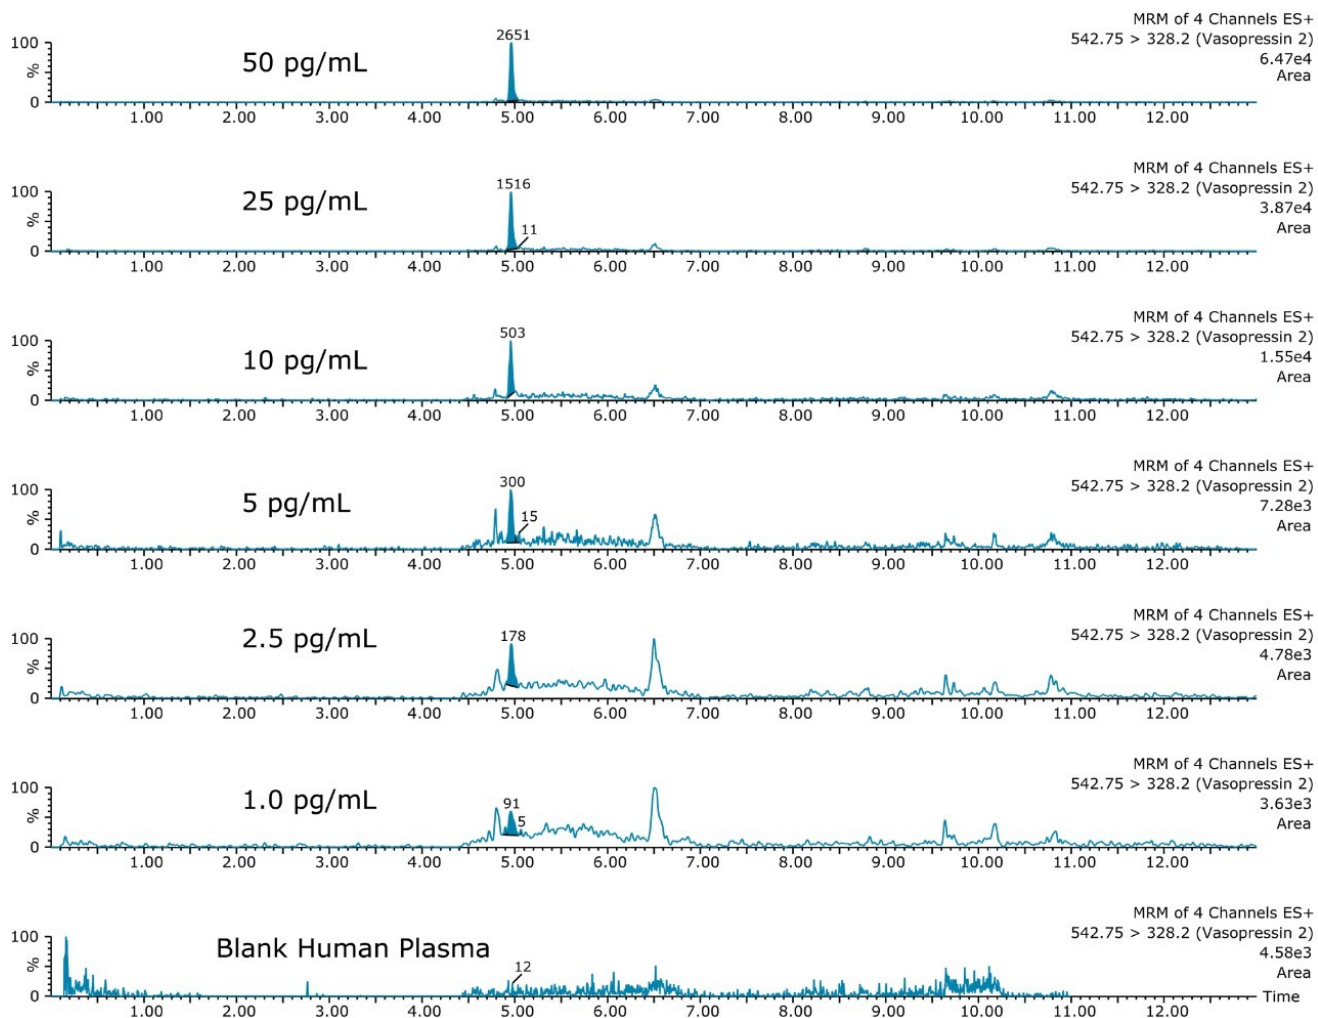 MRM of 4 Channels ES+
542.75 > 328.2 (Vasopressin 2)
6.47e4
Area
2651
50 pg/mL
100
%
0
1.00 2.00 3.00 4.00 5.00 6.00 7.00 8.00 9.00 10.00 11.00 12.00
MRM of 4 Channels ES+
542.75 > 328.2 (Vasopressin 2)
3.87e4
Area
1516
25 pg/mL
11
100
%
0
1.00 2.00 3.00 4.00 5.00 6.00 7.00 8.00 9.00 10.00 11.00 12.00
MRM of 4 Channels ES+
542.75 > 328.2 (Vasopressin 2)
1.55e4
Area
503
10 pg/mL
100
%
0
1.00 2.00 3.00 4.00 5.00 6.00 7.00 8.00 9.00 10.00 11.00 12.00
MRM of 4 Channels ES+
542.75 > 328.2 (Vasopressin 2)
7.28e3
Area
300
5 pg/mL
15
100
%
0
1.00 2.00 3.00 4.00 5.00 6.00 7.00 8.00 9.00 10.00 11.00 12.00
MRM of 4 Channels ES+
542.75 > 328.2 (Vasopressin 2)
4.78e3
Area
178
2.5 pg/mL
100
%
0
1.00 2.00 3.00 4.00 5.00 6.00 7.00 8.00 9.00 10.00 11.00 12.00
MRM of 4 Channels ES+
542.75 > 328.2 (Vasopressin 2)
3.63e3
Area
91
1.0 pg/mL
5
100
%
0
1.00 2.00 3.00 4.00 5.00 6.00 7.00 8.00 9.00 10.00 11.00 12.00
MRM of 4 Channels ES+
542.75 > 328.2 (Vasopressin 2)
4.58e3
Area
Blank Human Plasma
12
100
%
0
Time
1.00 2.00 3.00 4.00 5.00 6.00 7.00 8.00 9.00 10.00 11.00 12.00